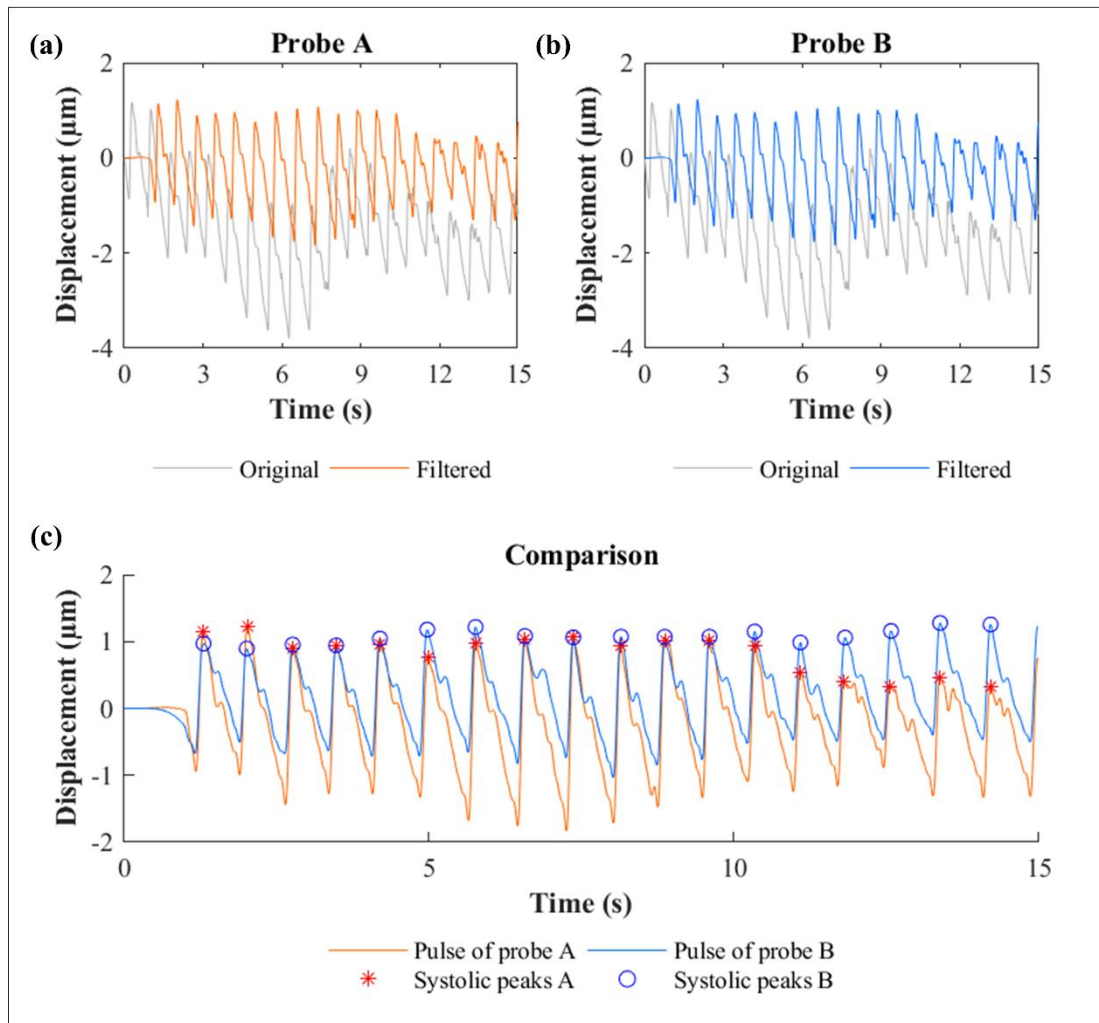 (a)
Probe A
Displacement (µm)
2
0
-2
-4
0 3 6 9 12 15
Time (s)
Original Filtered
(b)
Probe B
Displacement (µm)
2
0
-2
-4
0 3 6 9 12 15
Time (s)
Original Filtered
(c)
Comparison
Displacement (µm)
2
1
0
-1
-2
0 5 10 15
Time (s)
Pulse of probe A Pulse of probe B
Systolic peaks A Systolic peaks B